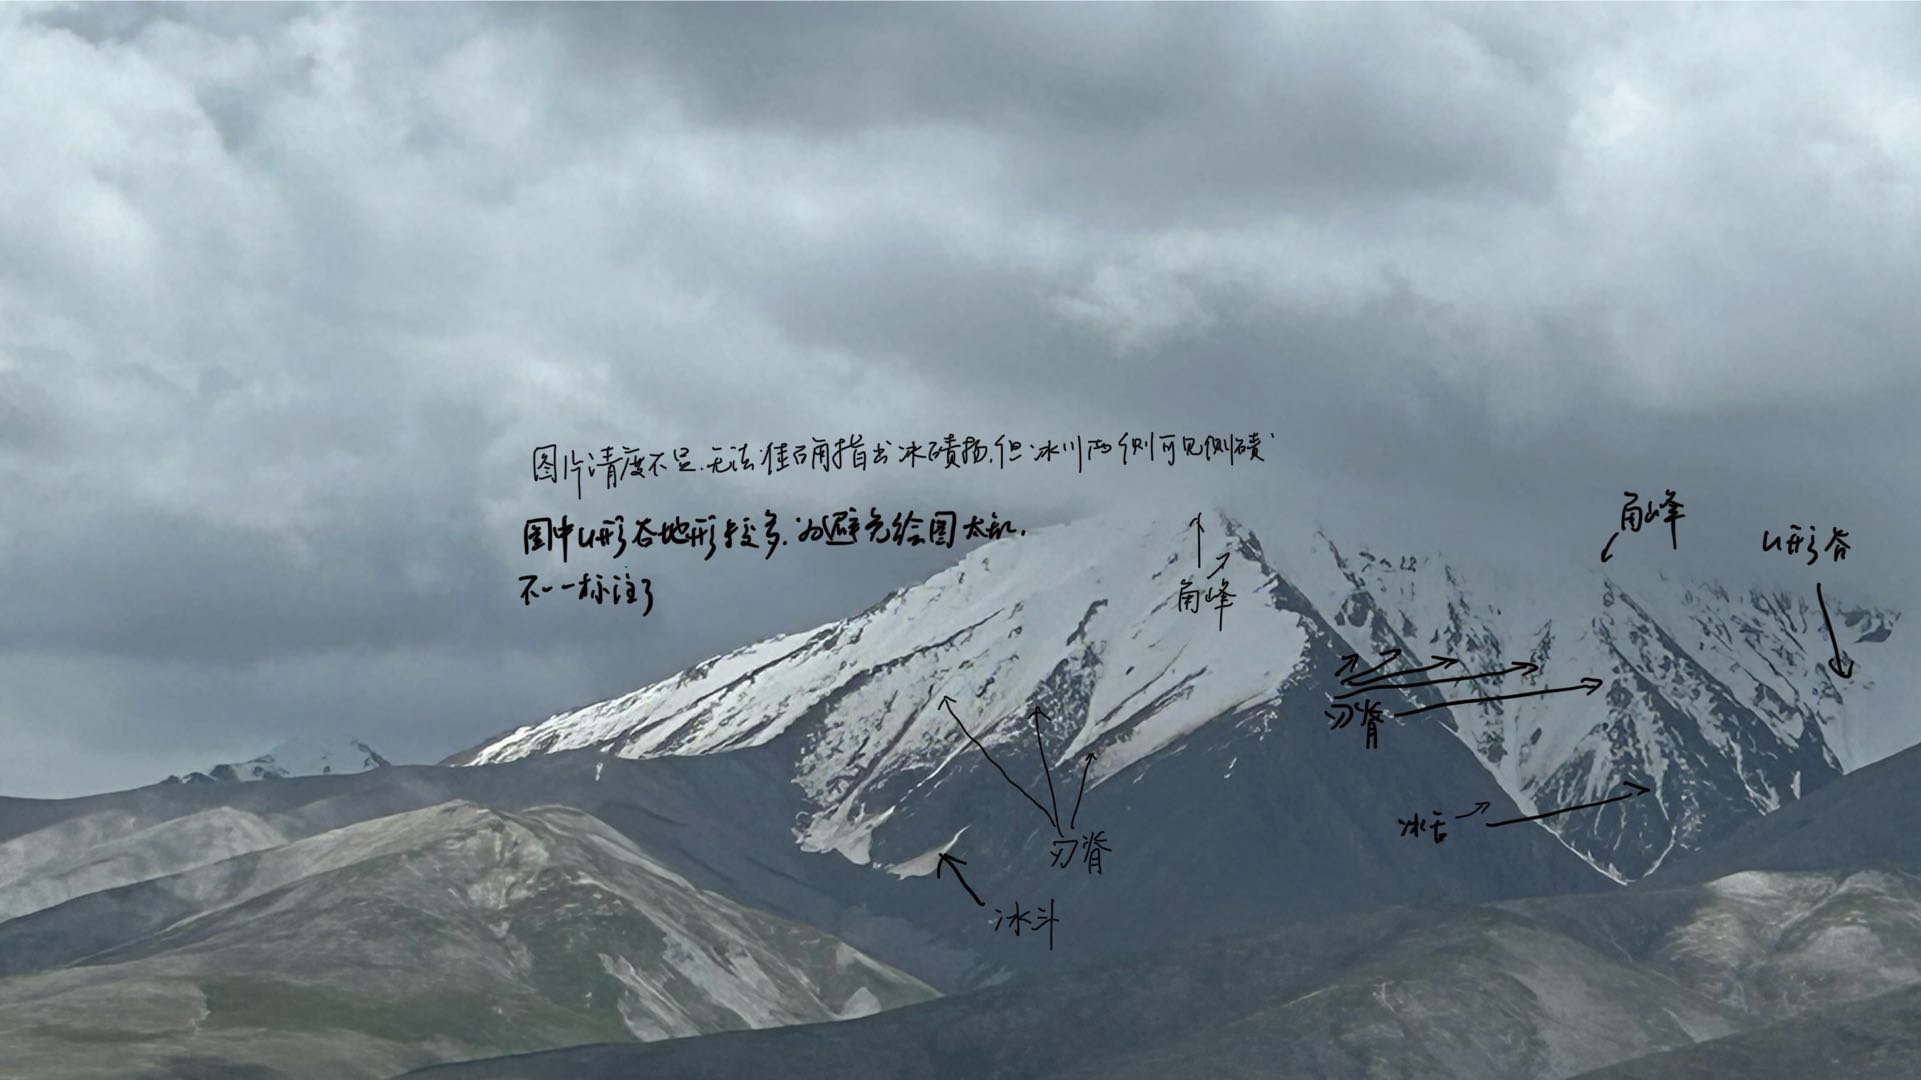 图片清度不足.无法准确指出冰碛物,但冰川两侧可见侧碛
图中U形谷地形较多.为避免绘图太乱.
不一一标注了
角峰
角峰
U形谷
刃脊
冰舌
刃脊
冰斗